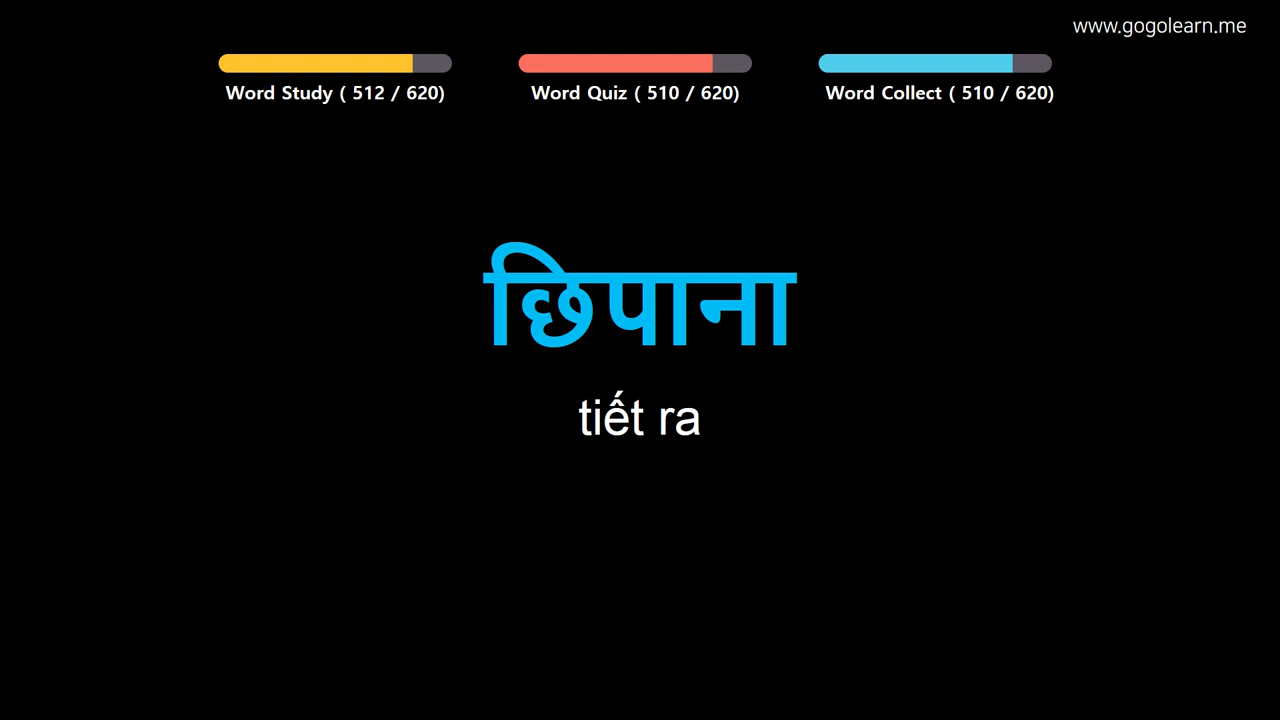 www.gogolearn.me
Word Study ( 512 / 620)
Word Quiz ( 510 / 620)
Word Collect ( 510 / 620)
छिपाना
tiết ra